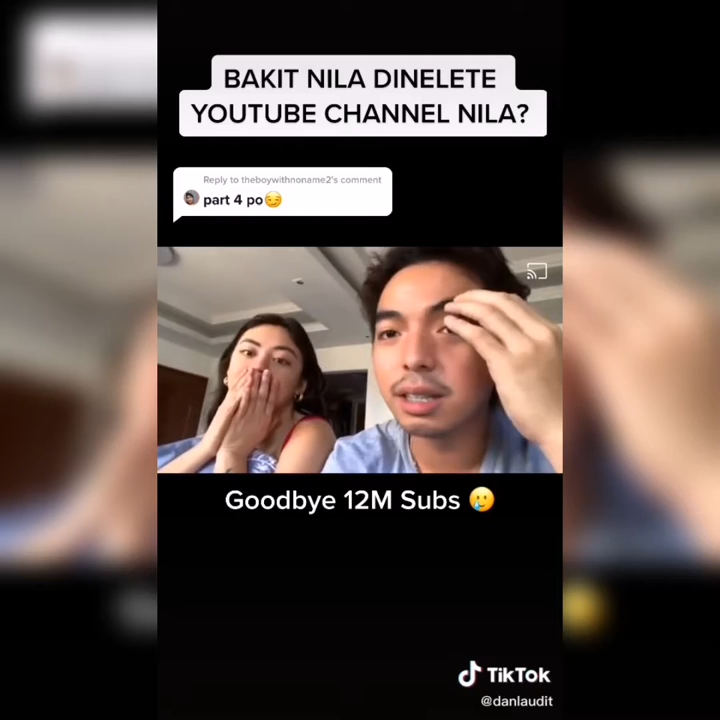 BAKIT NILA DINELETE
YOUTUBE CHANNEL NILA?
Reply to theboywithnoname2's comment
part 4 po😏
Goodbye 12M Subs 🥲
TikTok
@danlaudit